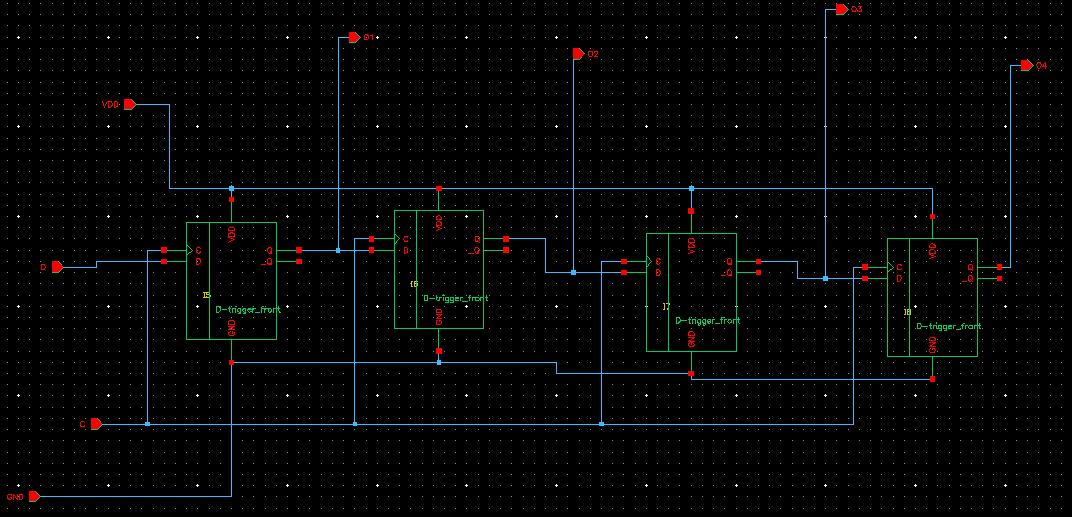 Q3
Q1
Q2
Q4
VDD
VDD
VDD
VDD
VDD
C
D
Q
_Q
C
D
Q
_Q
C
D
Q
_Q
C
D
Q
_Q
D
I5
D-trigger_front
GND
I6
D-trigger_front
GND
I7
D-trigger_front
GND
I8
D-trigger_front
GND
C
GND